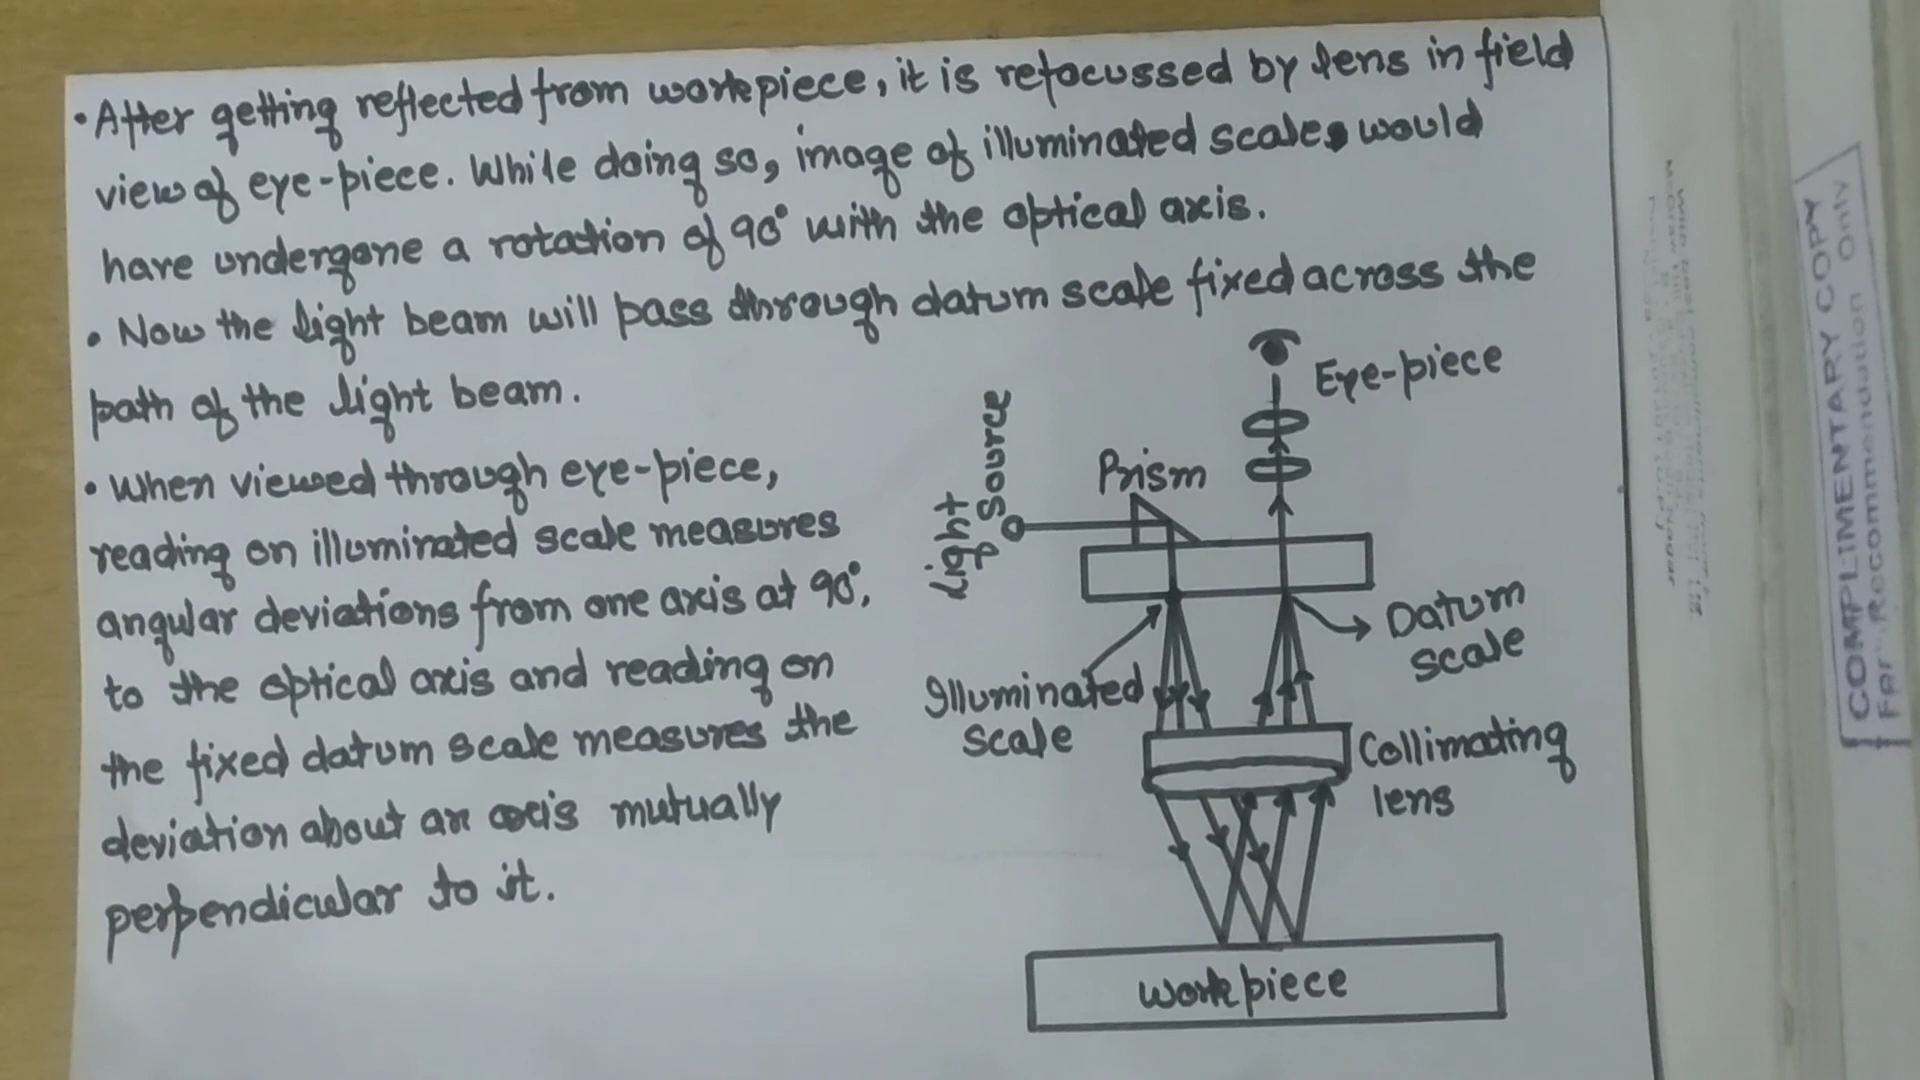 • After getting reflected from workpiece, it is refocussed by lens in field
view of eye-piece. While doing so, image of illuminated scale would
have undergone a rotation of 90° with the optical axis.
• Now the light beam will pass through datum scale fixed across the
path of the light beam.
• When viewed through eye-piece,
reading on illuminated scale measures
angular deviations from one axis at 90°,
to the optical axis and reading on
the fixed datum scale measures the
deviation about an axis mutually
perpendicular to it.
Eye-piece
Light
Source
Prism
Datum
scale
Illuminated
scale
Collimating
lens
workpiece
COMPLIMENTARY COPY
For Recommendation Only